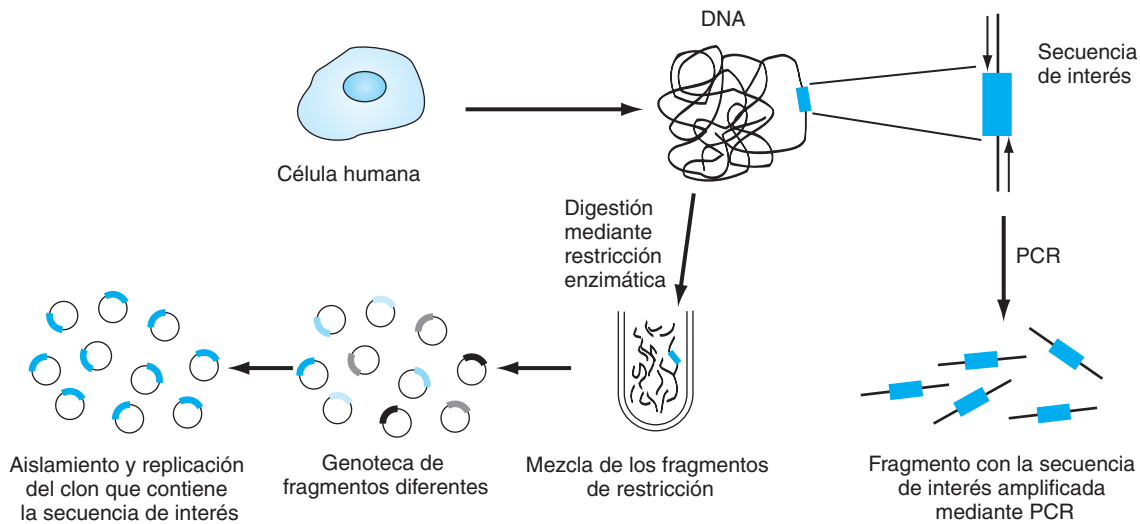 DNA
Secuencia
de interés
Célula humana
Digestión
mediante
restricción
enzimática
PCR
Aislamiento y replicación
del clon que contiene
la secuencia de interés
Genoteca de
fragmentos diferentes
Mezcla de los fragmentos
de restricción
Fragmento con la secuencia
de interés amplificada
mediante PCR